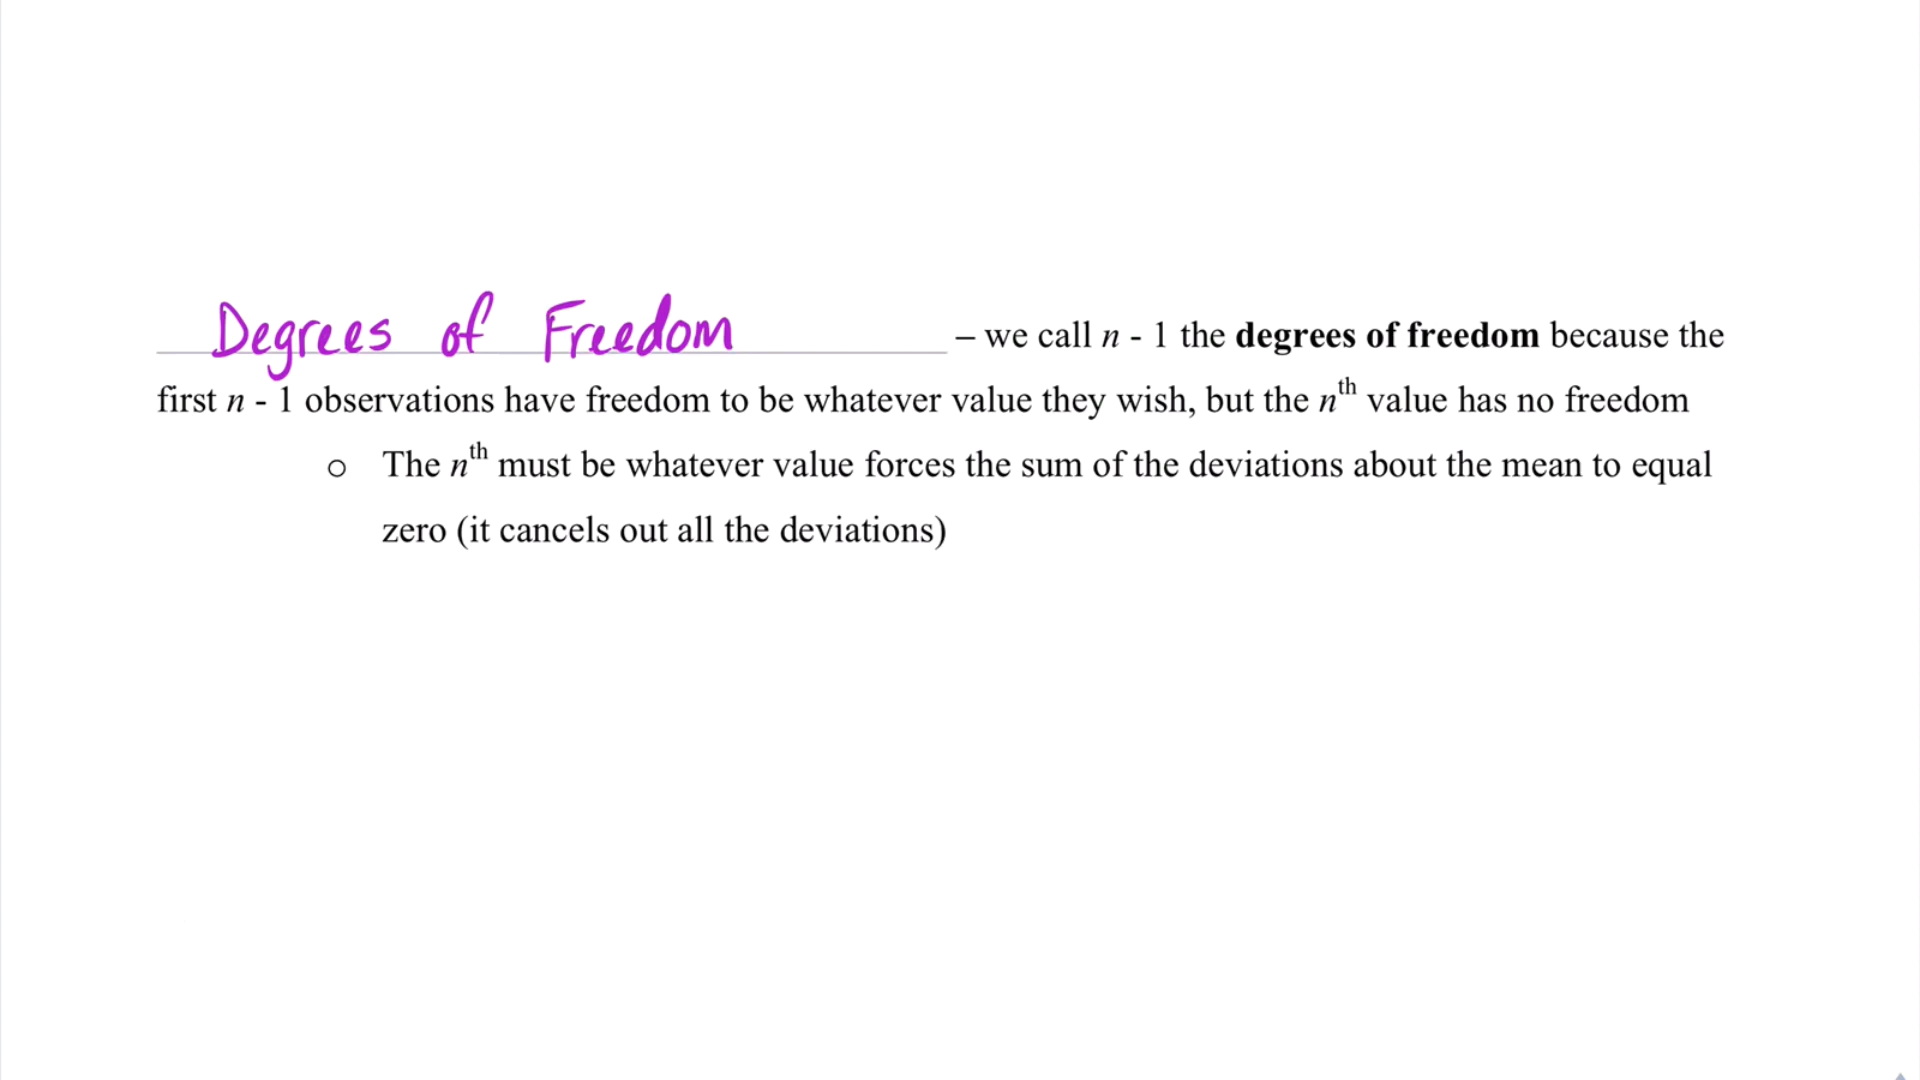 Degrees of Freedom – we call n - 1 the degrees of freedom because the
first n - 1 observations have freedom to be whatever value they wish, but the nth value has no freedom
o The nth must be whatever value forces the sum of the deviations about the mean to equal
zero (it cancels out all the deviations)